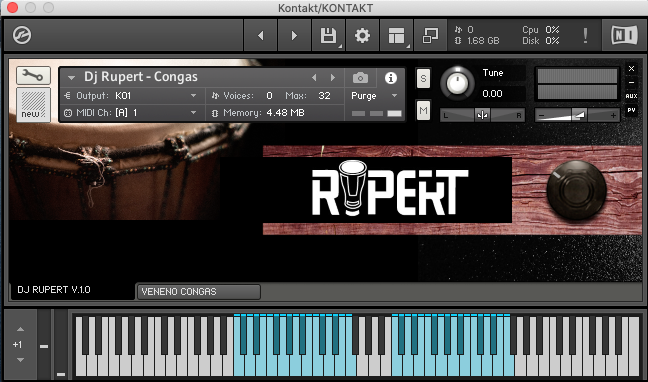 Kontakt/KONTAKT
0
1.68 GB
Cpu 0%
Disk 0%
!
NI
Dj Rupert - Congas
i
Output: K01
Voices: 0 Max: 32
Purge
MIDI Ch: [A] 1
Memory: 4.48 MB
new
S
M
Tune
0.00
L
R
-
+
x
-
AUX
PV
RUPERT
DJ RUPERT V.1.0
VENENO CONGAS
+1